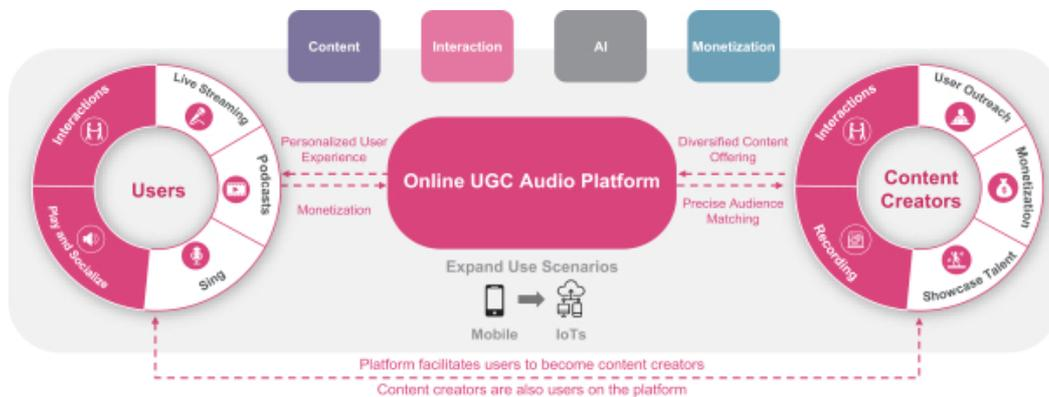 Content
Interaction
AI
Monetization
Interactions
Live Streaming
Podcasts
Sing
Play and Socialize
Users
Personalized User
Experience
Monetization
Online UGC Audio Platform
Diversified Content
Offering
Precise Audience
Matching
Interactions
User Outreach
Monetization
Showcase Talent
Recording
Content
Creators
Expand Use Scenarios
Mobile
IoTs
Platform facilitates users to become content creators
Content creators are also users on the platform